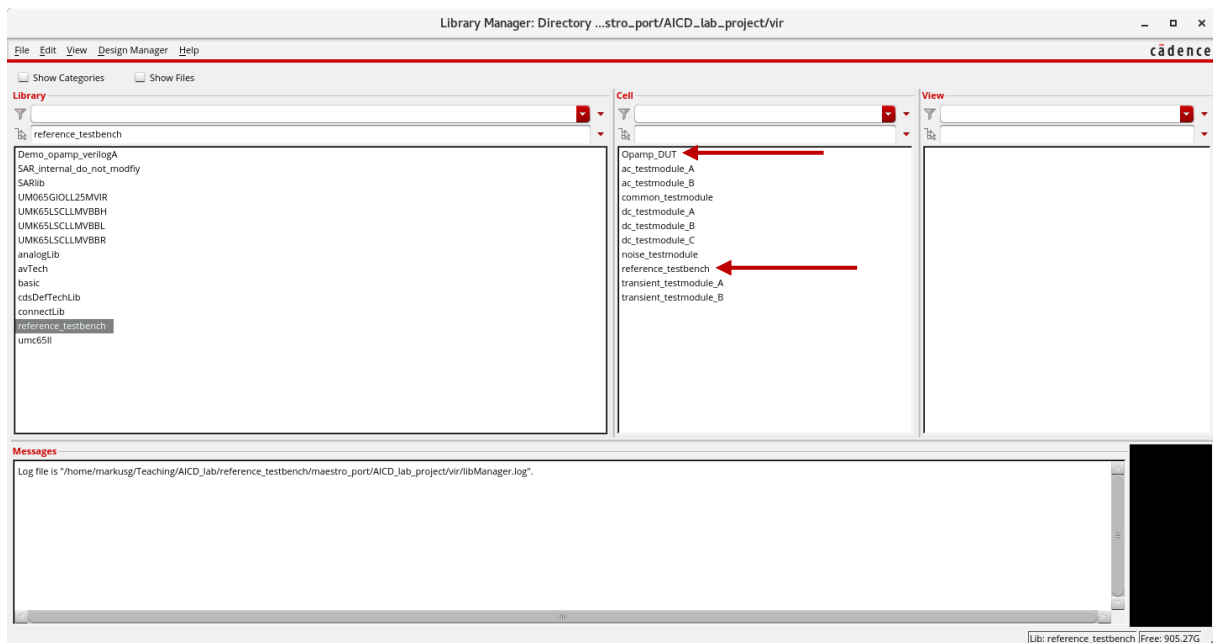 Library Manager: Directory ...stro_port/AICD_lab_project/vir
File Edit View Design Manager Help
cādence
Show Categories Show Files
Library
reference_testbench
Demo_opamp_verilogA
SAR_internal_do_not_modfiy
SARlib
UM065GIOLL25MVIR
UMK65LSCLLMVBBH
UMK65LSCLLMVBBL
UMK65LSCLLMVBBR
analogLib
avTech
basic
cdsDefTechLib
connectLib
reference_testbench
umc65ll
Cell
Opamp_DUT
ac_testmodule_A
ac_testmodule_B
common_testmodule
dc_testmodule_A
dc_testmodule_B
dc_testmodule_C
noise_testmodule
reference_testbench
transient_testmodule_A
transient_testmodule_B
View
Messages
Log file is "/home/markusg/Teaching/AICD_lab/reference_testbench/maestro_port/AICD_lab_project/vir/libManager.log".
Lib: reference_testbench Free: 905.27G